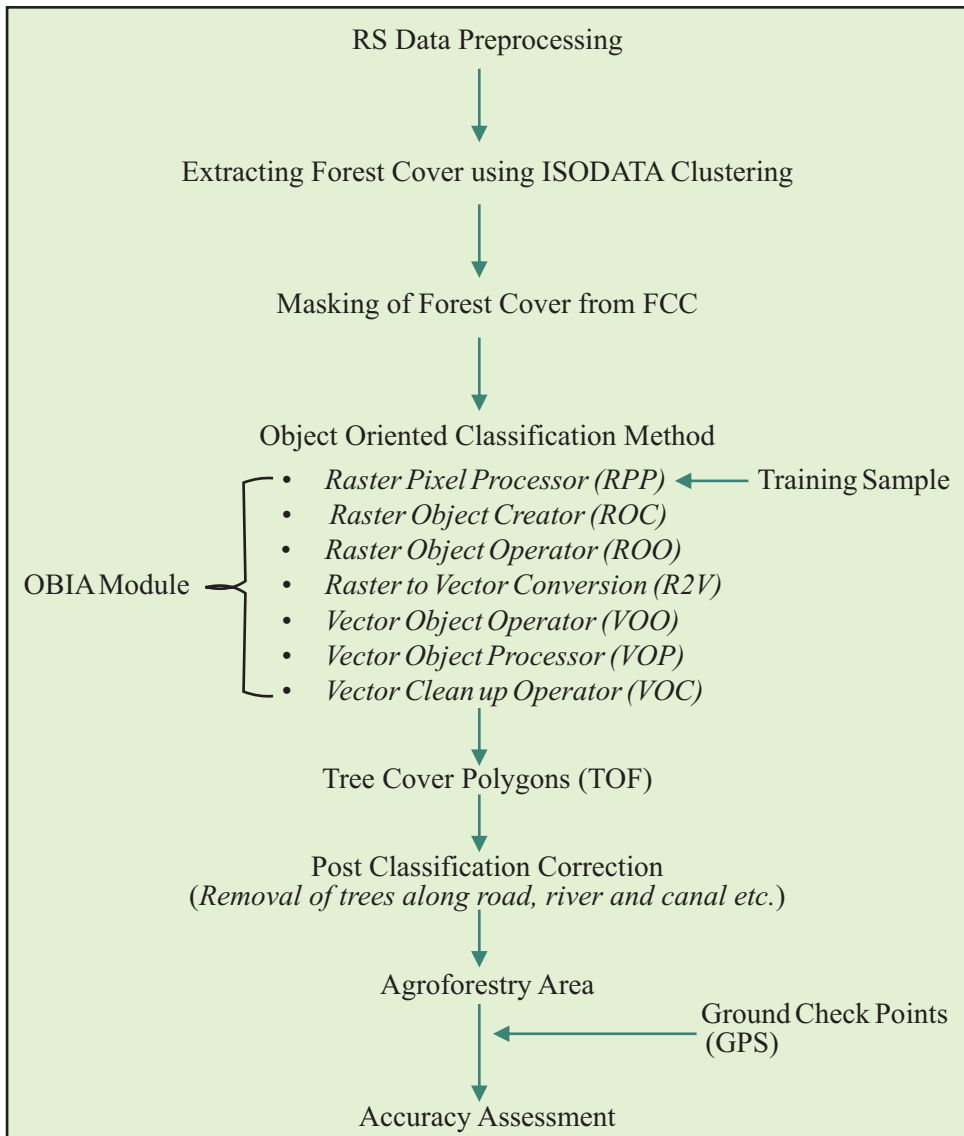 RS Data Preprocessing
Extracting Forest Cover using ISODATA Clustering
Masking of Forest Cover from FCC
Object Oriented Classification Method
• Raster Pixel Processor (RPP)
Training Sample
• Raster Object Creator (ROC)
• Raster Object Operator (ROO)
OBIA Module
• Raster to Vector Conversion (R2V)
• Vector Object Operator (VOO)
• Vector Object Processor (VOP)
• Vector Clean up Operator (VOC)
Tree Cover Polygons (TOF)
Post Classification Correction
(Removal of trees along road, river and canal etc.)
Agroforestry Area
Ground Check Points
(GPS)
Accuracy Assessment